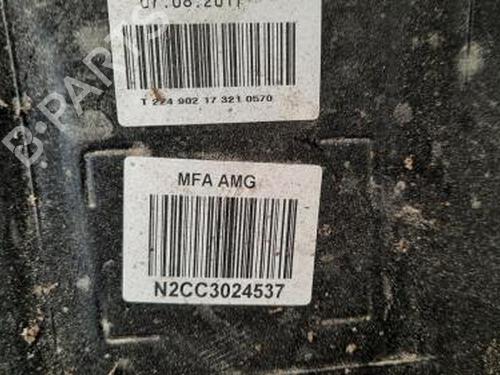 07.08.2017
T 224 902 17 321 0570
B-PARTS
MFA AMG
N2CC3024537